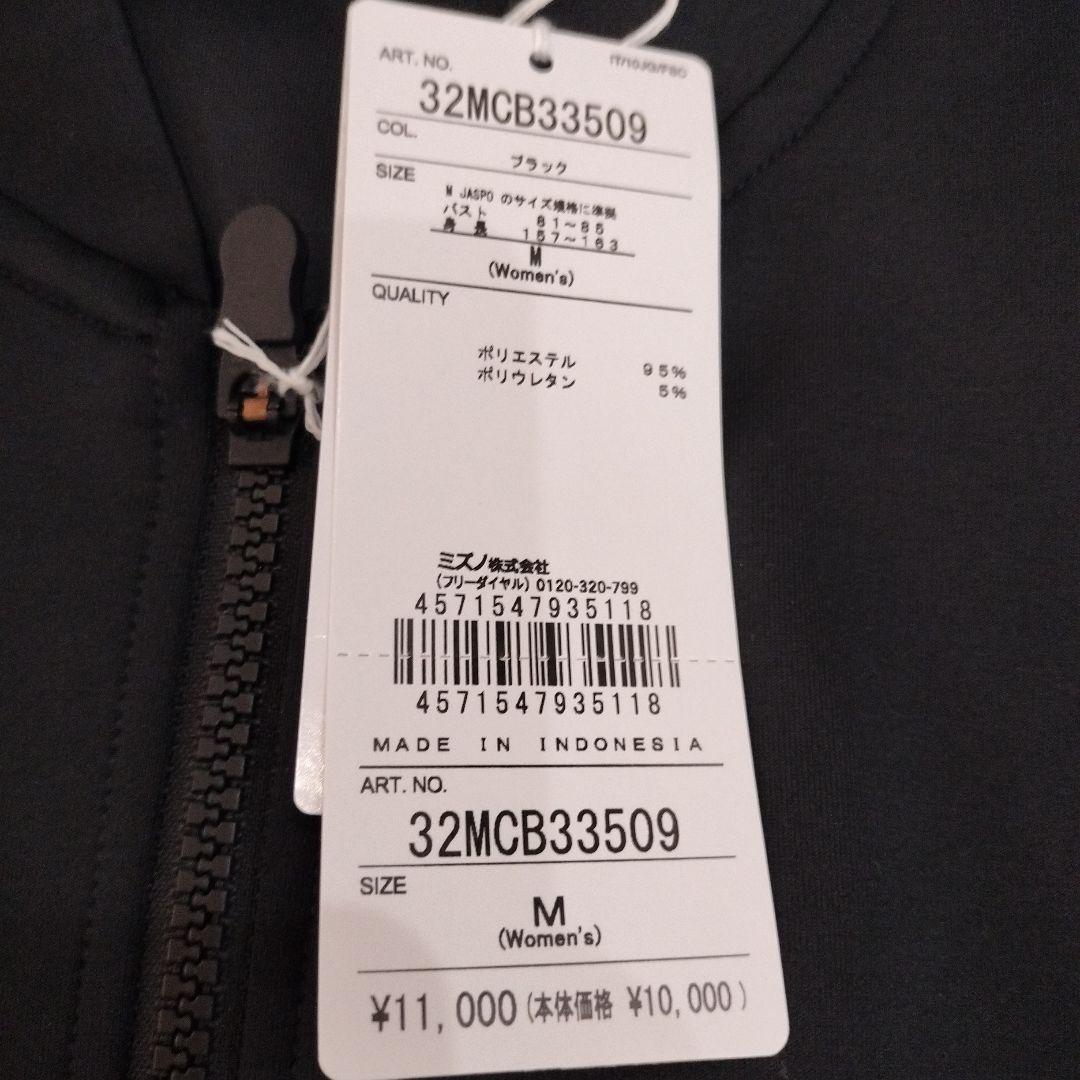 ART. NO.
IT/10JG/FSO
32MCB33509
COL.
ブラック
SIZE
M JASPO のサイズ規格に準拠
バスト 81~85
身長 157~163
M
(Women's)
QUALITY
ポリエステル 95%
ポリウレタン 5%
ミズノ株式会社
(フリーダイヤル) 0120-320-799
4571547935118
4571547935118
MADE IN INDONESIA
ART. NO.
32MCB33509
SIZE
M
(Women's)
¥11,000(本体価格 ¥10,000)